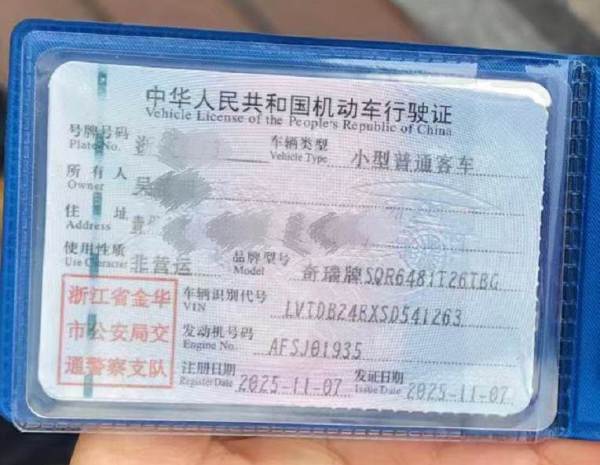 中华人民共和国机动车行驶证
Vehicle License of the People's Republic of China
号牌号码 浙 车辆类型 小型普通客车
Plate No. Vehicle Type
所有人 吴
Owner
住址
Address
使用性质 非营运 品牌型号 奇瑞牌SQR6481T26TBG
Use Character Model
浙江省金华
市公安局交
通警察支队
车辆识别代号 LVTDB24BXSD541263
VIN
发动机号码 AFSJ01935
Engine No.
注册日期 2025-11-07 发证日期 2025-11-07
Register Date Issue Date